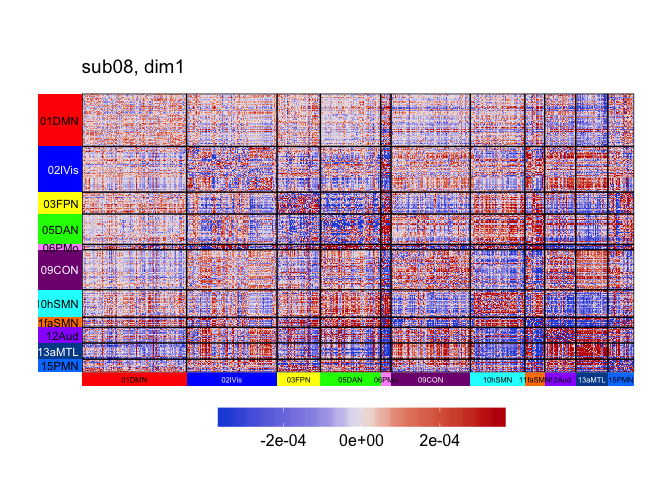 sub08, dim1
01DMN
02lVis
03FPN
05DAN
06PMo
09CON
10hSMN
1faSMN
12Aud
13aMTL
15PMN
01DMN 02lVis 03FPN 05DAN 06PMo 09CON 10hSMN 11faSMN 12Aud 13aMTL 15PMN
-2e-04 0e+00 2e-04